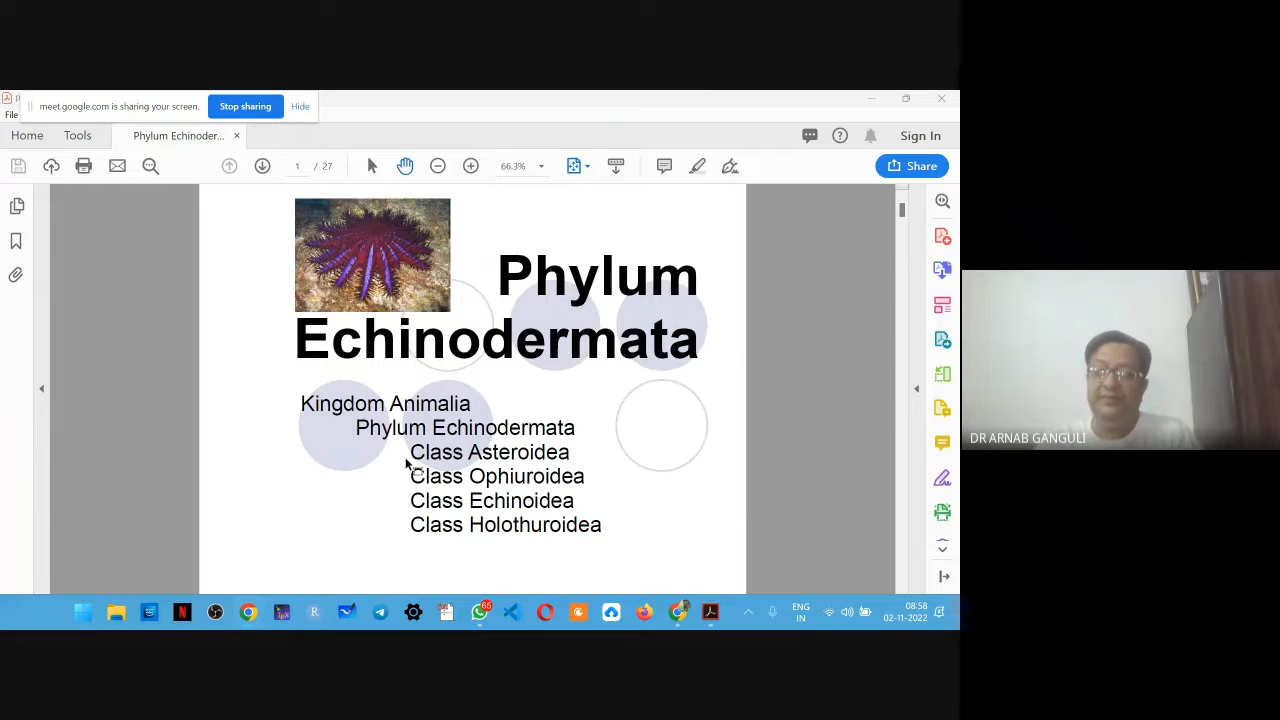 meet.google.com is sharing your screen.
Stop sharing
Hide
File
Home
Tools
Phylum Echinoder...
Sign In
1 / 27
66.3%
Share
Phylum
Echinodermata
Kingdom Animalia
Phylum Echinodermata
Class Asteroidea
Class Ophiuroidea
Class Echinoidea
Class Holothuroidea
DR ARNAB GANGULI
65
ENG
IN
08:58
02-11-2022